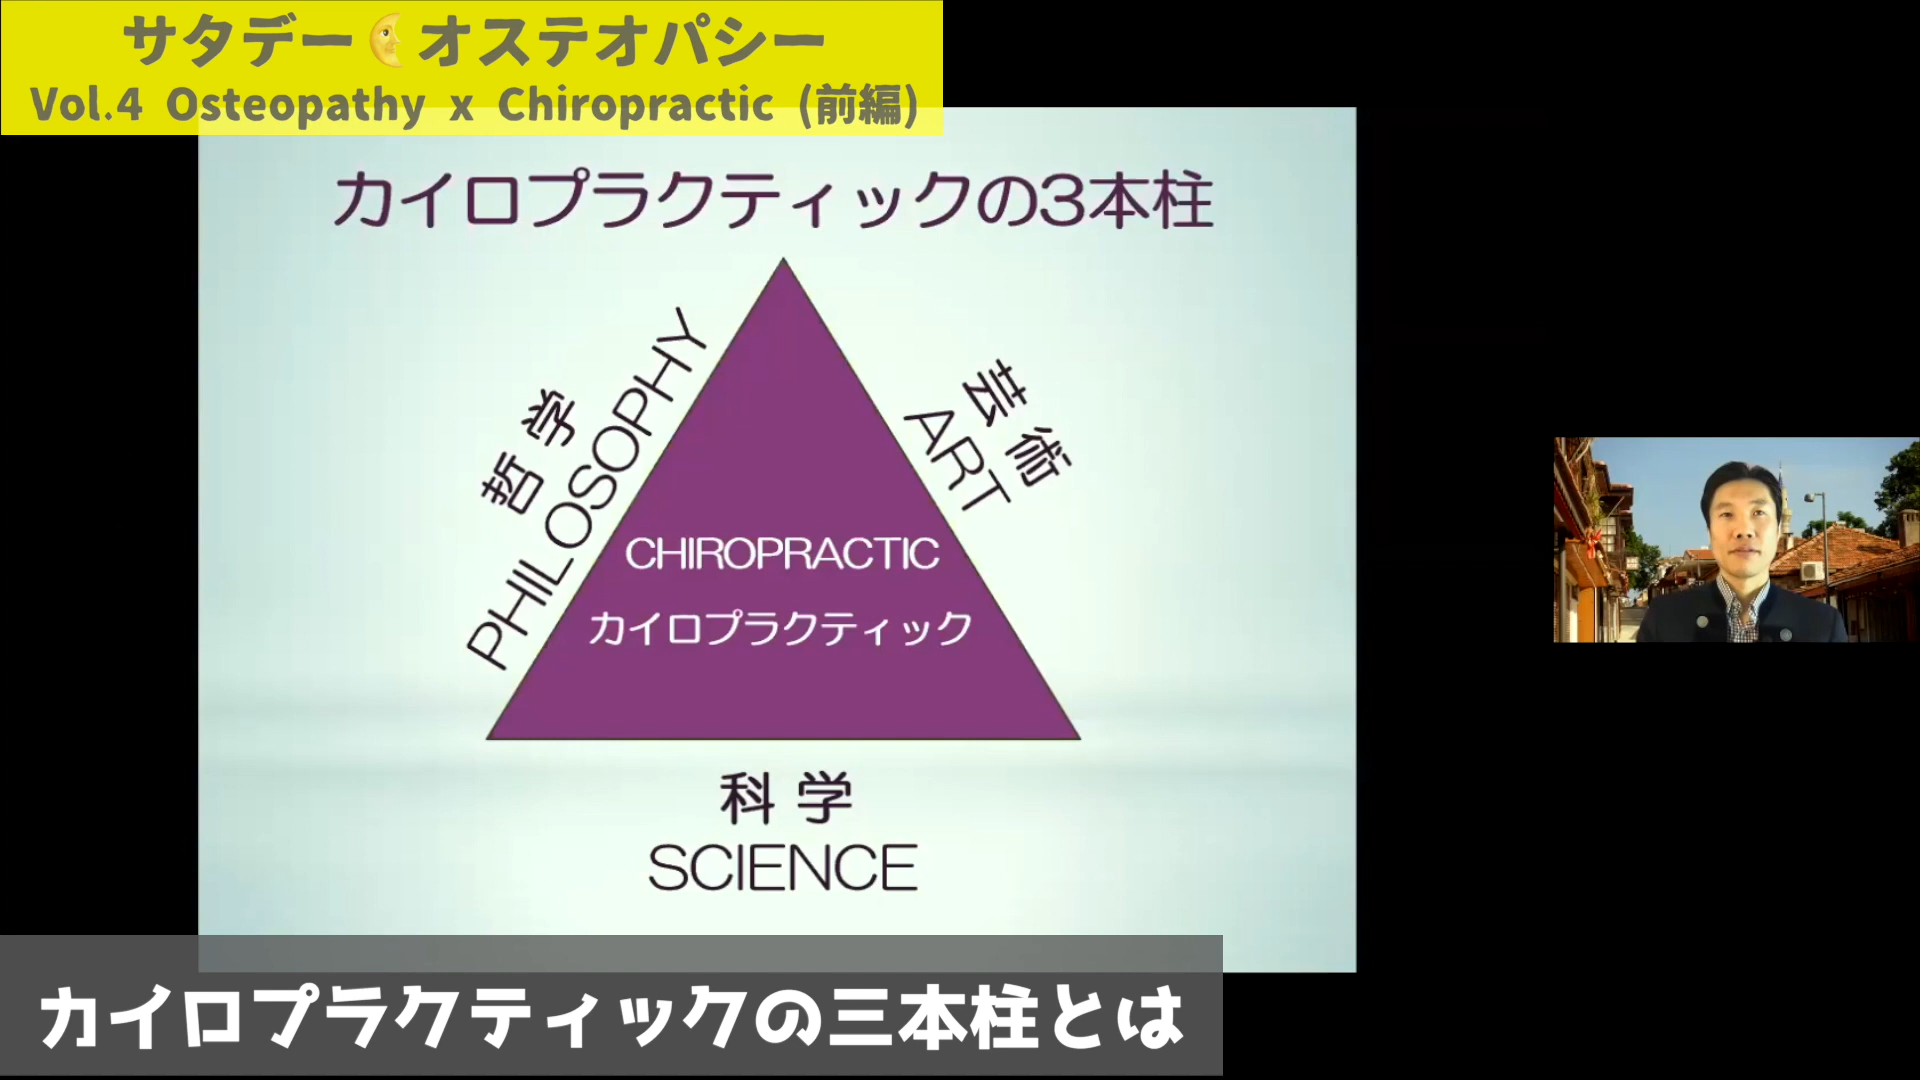 サタデー🌜オステオパシー
Vol.4 Osteopathy x Chiropractic (前編)
カイロプラクティックの3本柱
哲学
PHILOSOPHY
芸術
ART
CHIROPRACTIC
カイロプラクティック
科学
SCIENCE
カイロプラクティックの三本柱とは